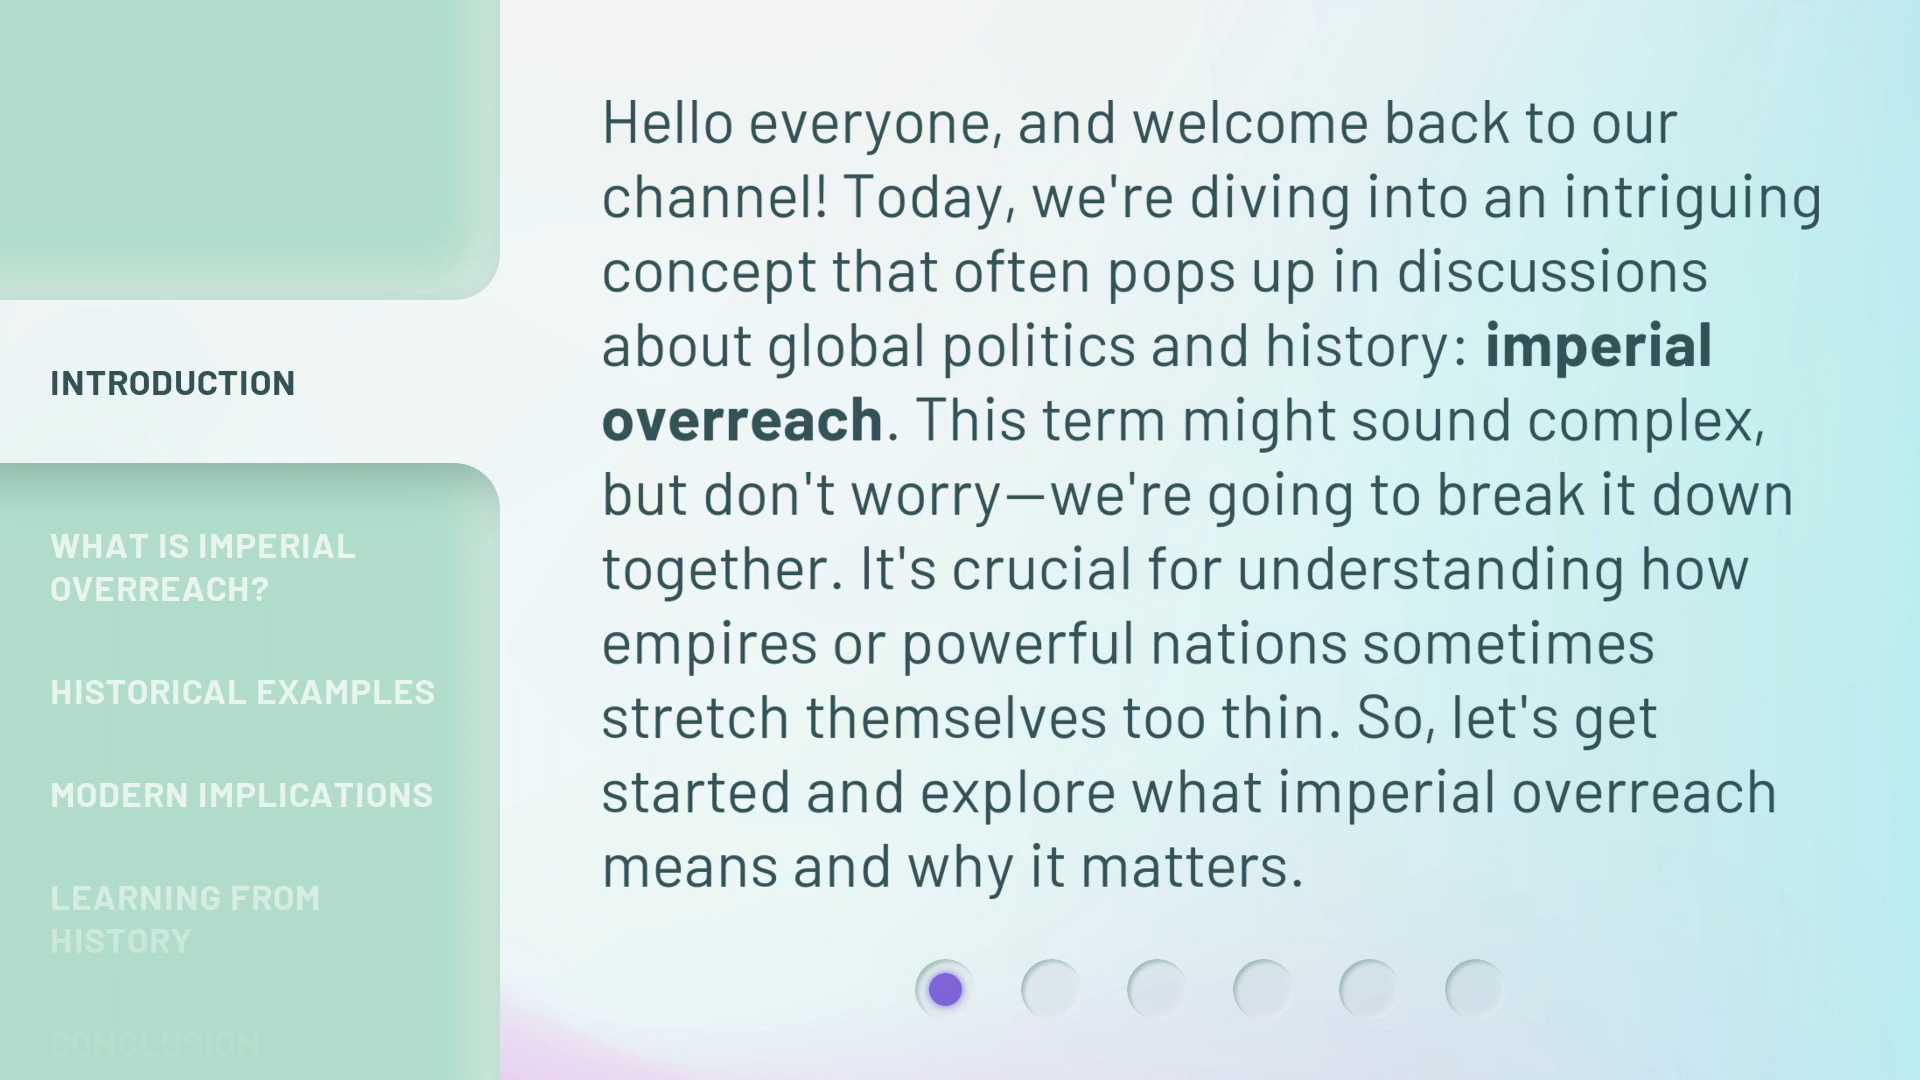 INTRODUCTION
WHAT IS IMPERIAL
OVERREACH?
HISTORICAL EXAMPLES
MODERN IMPLICATIONS
LEARNING FROM
HISTORY
CONCLUSION
Hello everyone, and welcome back to our
channel! Today, we're diving into an intriguing
concept that often pops up in discussions
about global politics and history: imperial
overreach. This term might sound complex,
but don't worry—we're going to break it down
together. It's crucial for understanding how
empires or powerful nations sometimes
stretch themselves too thin. So, let's get
started and explore what imperial overreach
means and why it matters.